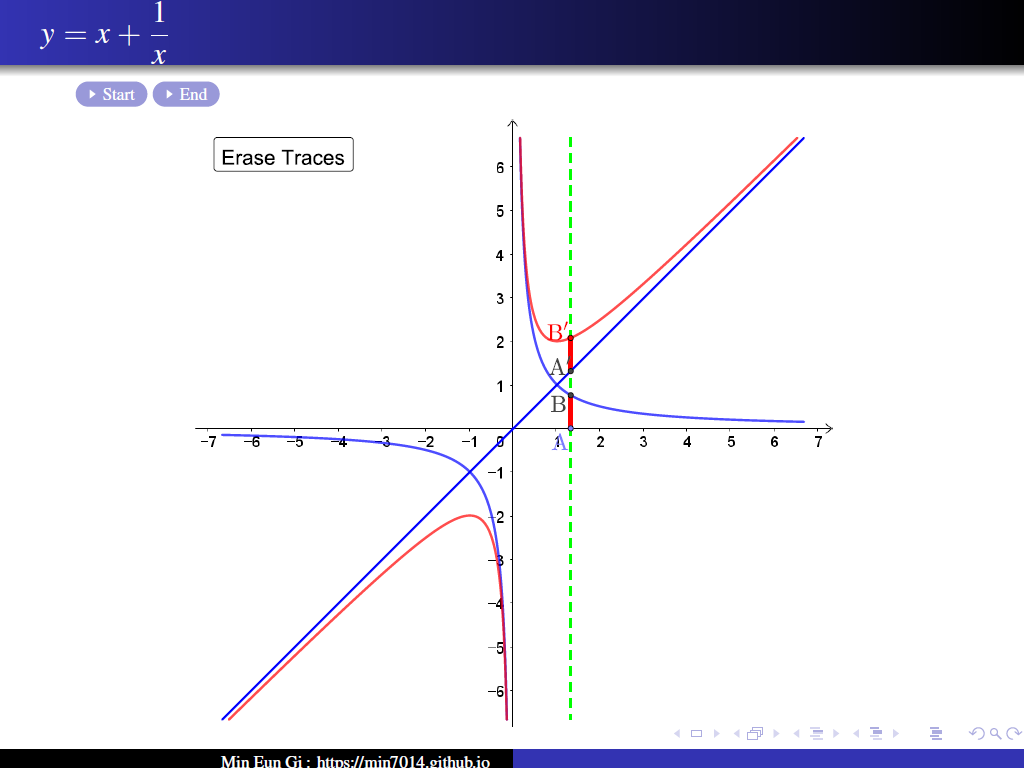 y = x + 1/x
Start End
Erase Traces
6
5
4
3
2
1
B′
A′
B
A
−7 −6 −5 −4 −3 −2 −1 0 1 2 3 4 5 6 7
−1
−2
−3
−4
−5
−6
Min Eun Gi : https://min7014.github.io